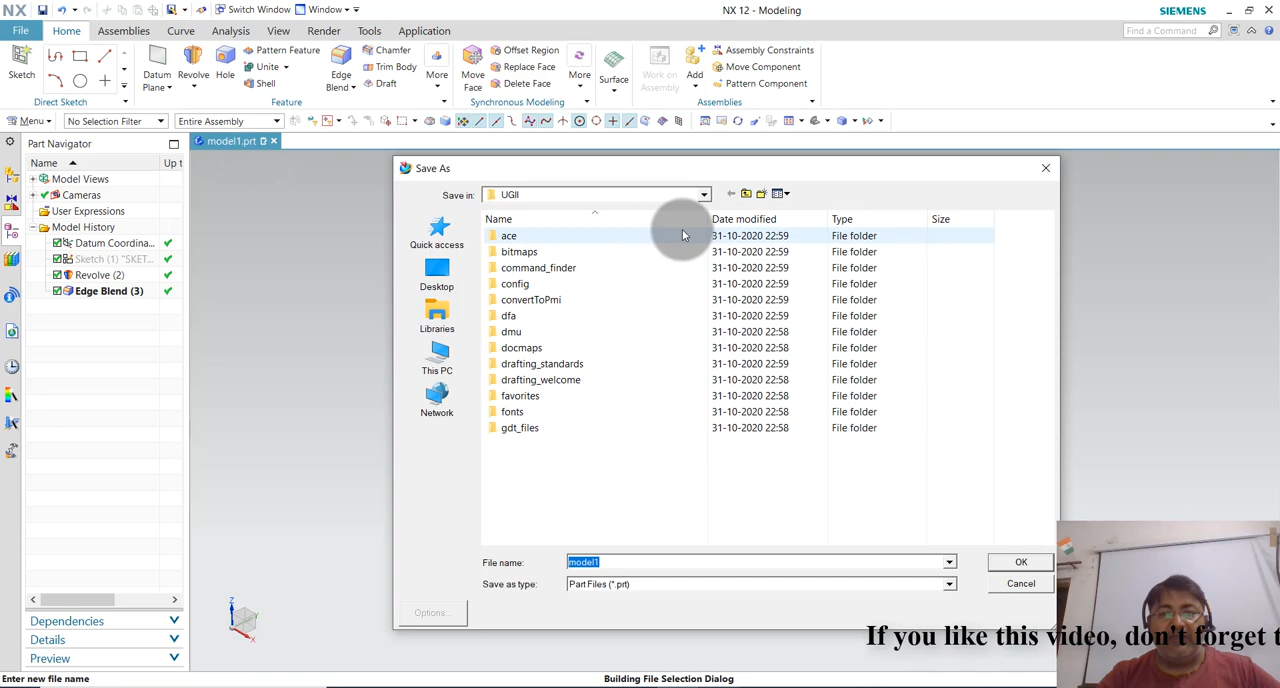 NX Switch Window Window NX 12 - Modeling SIEMENS
File Home Assemblies Curve Analysis View Render Tools Application Find a Command
Sketch Datum Plane Revolve Hole Pattern Feature Unite Shell Edge Blend Chamfer Trim Body Draft More Move Face Offset Region Replace Face Delete Face More Surface Work on Assembly Add Assembly Constraints Move Component Pattern Component
Direct Sketch Feature Synchronous Modeling Assemblies
Menu No Selection Filter Entire Assembly
Part Navigator model1.prt
Name Up t
Model Views
Cameras
User Expressions
Model History
Datum Coordina...
Sketch (1) "SKET...
Revolve (2)
Edge Blend (3)
Dependencies
Details
Preview
Save As
Save in: UGII
Quick access
Desktop
Libraries
This PC
Network
Name Date modified Type Size
ace 31-10-2020 22:59 File folder
bitmaps 31-10-2020 22:59 File folder
command_finder 31-10-2020 22:59 File folder
config 31-10-2020 22:59 File folder
convertToPmi 31-10-2020 22:59 File folder
dfa 31-10-2020 22:59 File folder
dmu 31-10-2020 22:58 File folder
docmaps 31-10-2020 22:58 File folder
drafting_standards 31-10-2020 22:59 File folder
drafting_welcome 31-10-2020 22:58 File folder
favorites 31-10-2020 22:58 File folder
fonts 31-10-2020 22:58 File folder
gdt_files 31-10-2020 22:58 File folder
File name: model1 OK
Save as type: Part Files (*.prt) Cancel
Options...
Z
X
If you like this video, don't forget t
Enter new file name Building File Selection Dialog